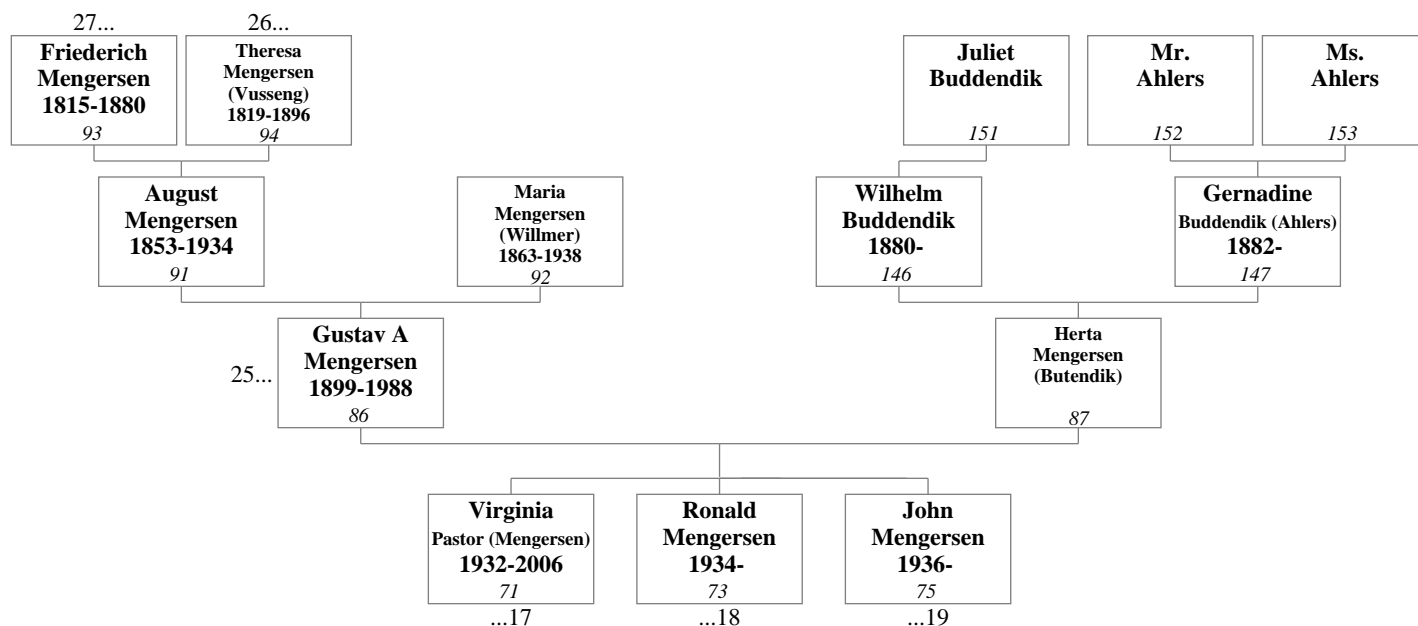 27...
26...
Friederich
Mengersen
1815-1880
93
Theresa
Mengersen
(Vusseng)
1819-1896
94
Juliet
Buddendik
151
Mr.
Ahlers
152
Ms.
Ahlers
153
August
Mengersen
1853-1934
91
Maria
Mengersen
(Willmer)
1863-1938
92
Wilhelm
Buddendik
1880-
146
Gernadine
Buddendik (Ahlers)
1882-
147
25...
Gustav A
Mengersen
1899-1988
86
Herta
Mengersen
(Butendik)
87
Virginia
Pastor (Mengersen)
1932-2006
71
...17
Ronald
Mengersen
1934-
73
...18
John
Mengersen
1936-
75
...19